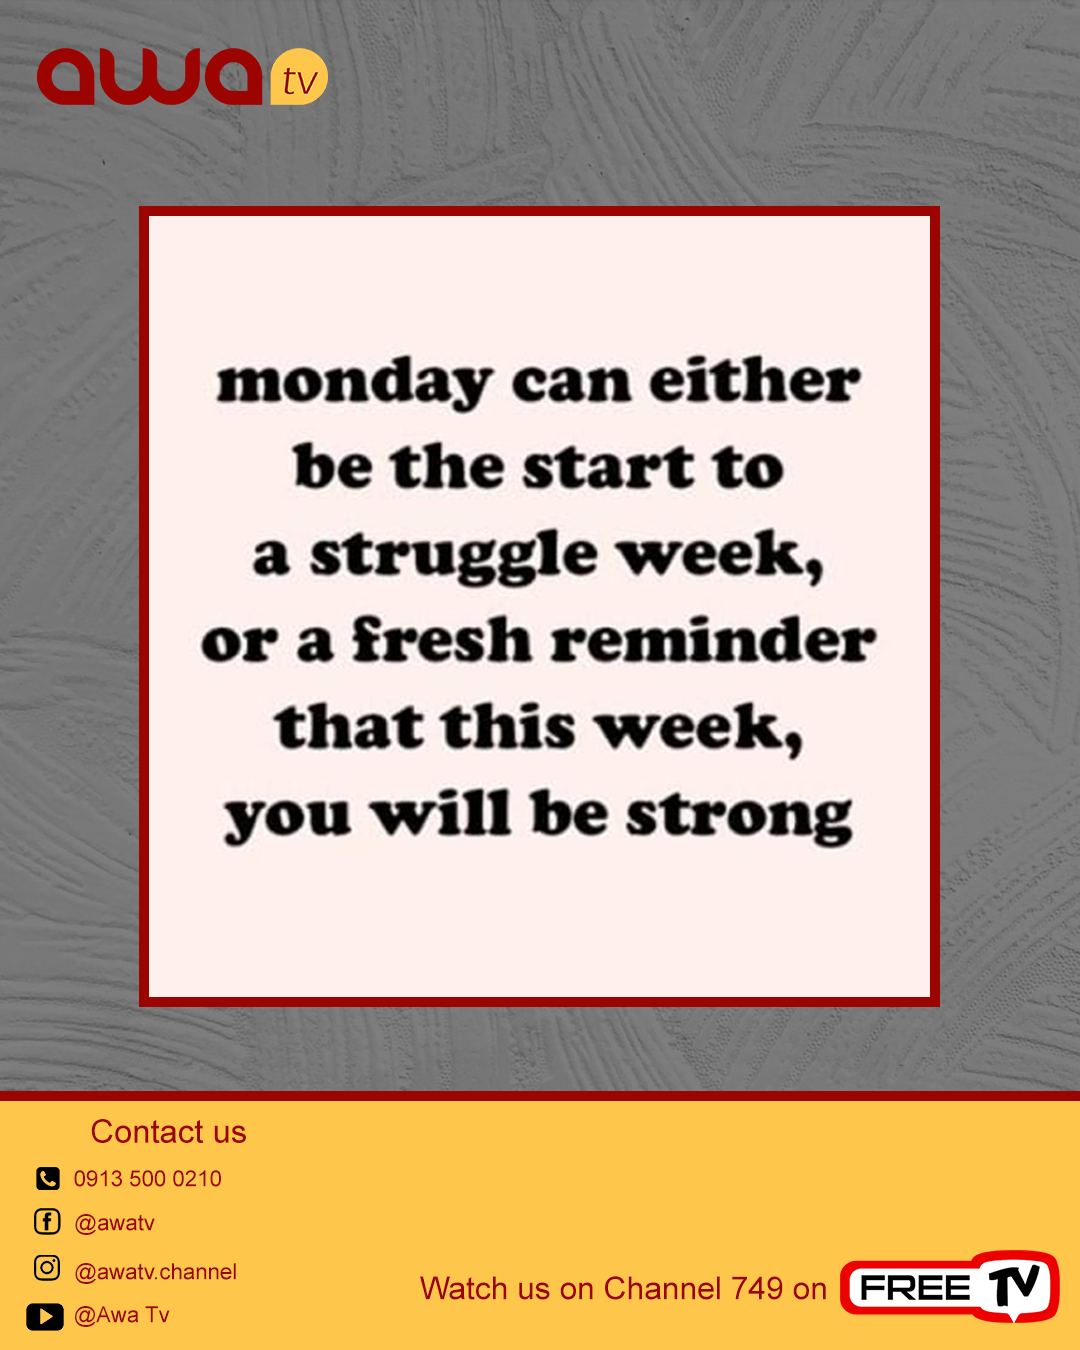 awa tv
monday can either
be the start to
a struggle week,
or a fresh reminder
that this week,
you will be strong
Contact us
0913 500 0210
@awatv
@awatv.channel
@Awa Tv
Watch us on Channel 749 on FREE TV